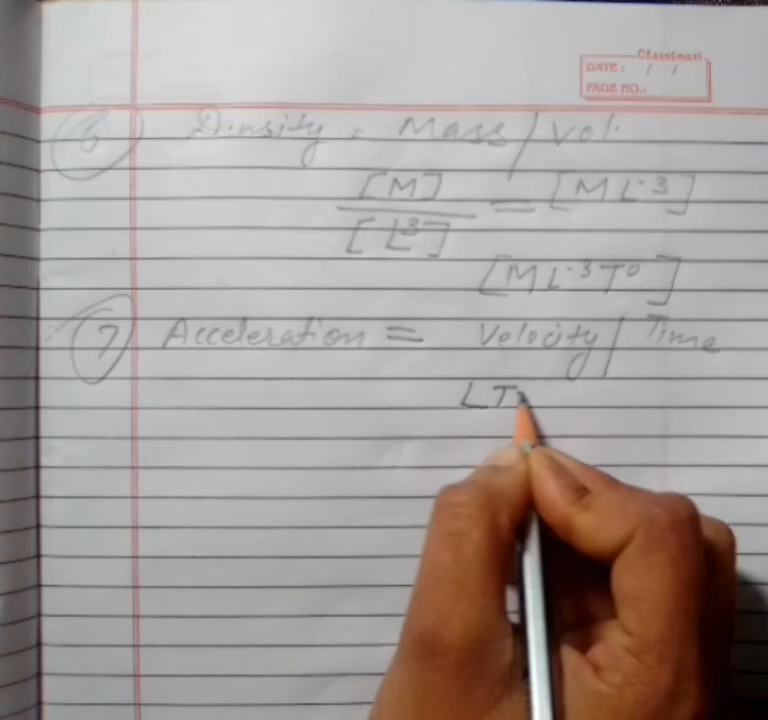 Classmate
DATE: / /
PAGE NO.:
6 Density = Mass/Vol.
[M] / [L³] = [ML-3]
[ML-3T⁰]
7 Acceleration = Velocity/Time
LT